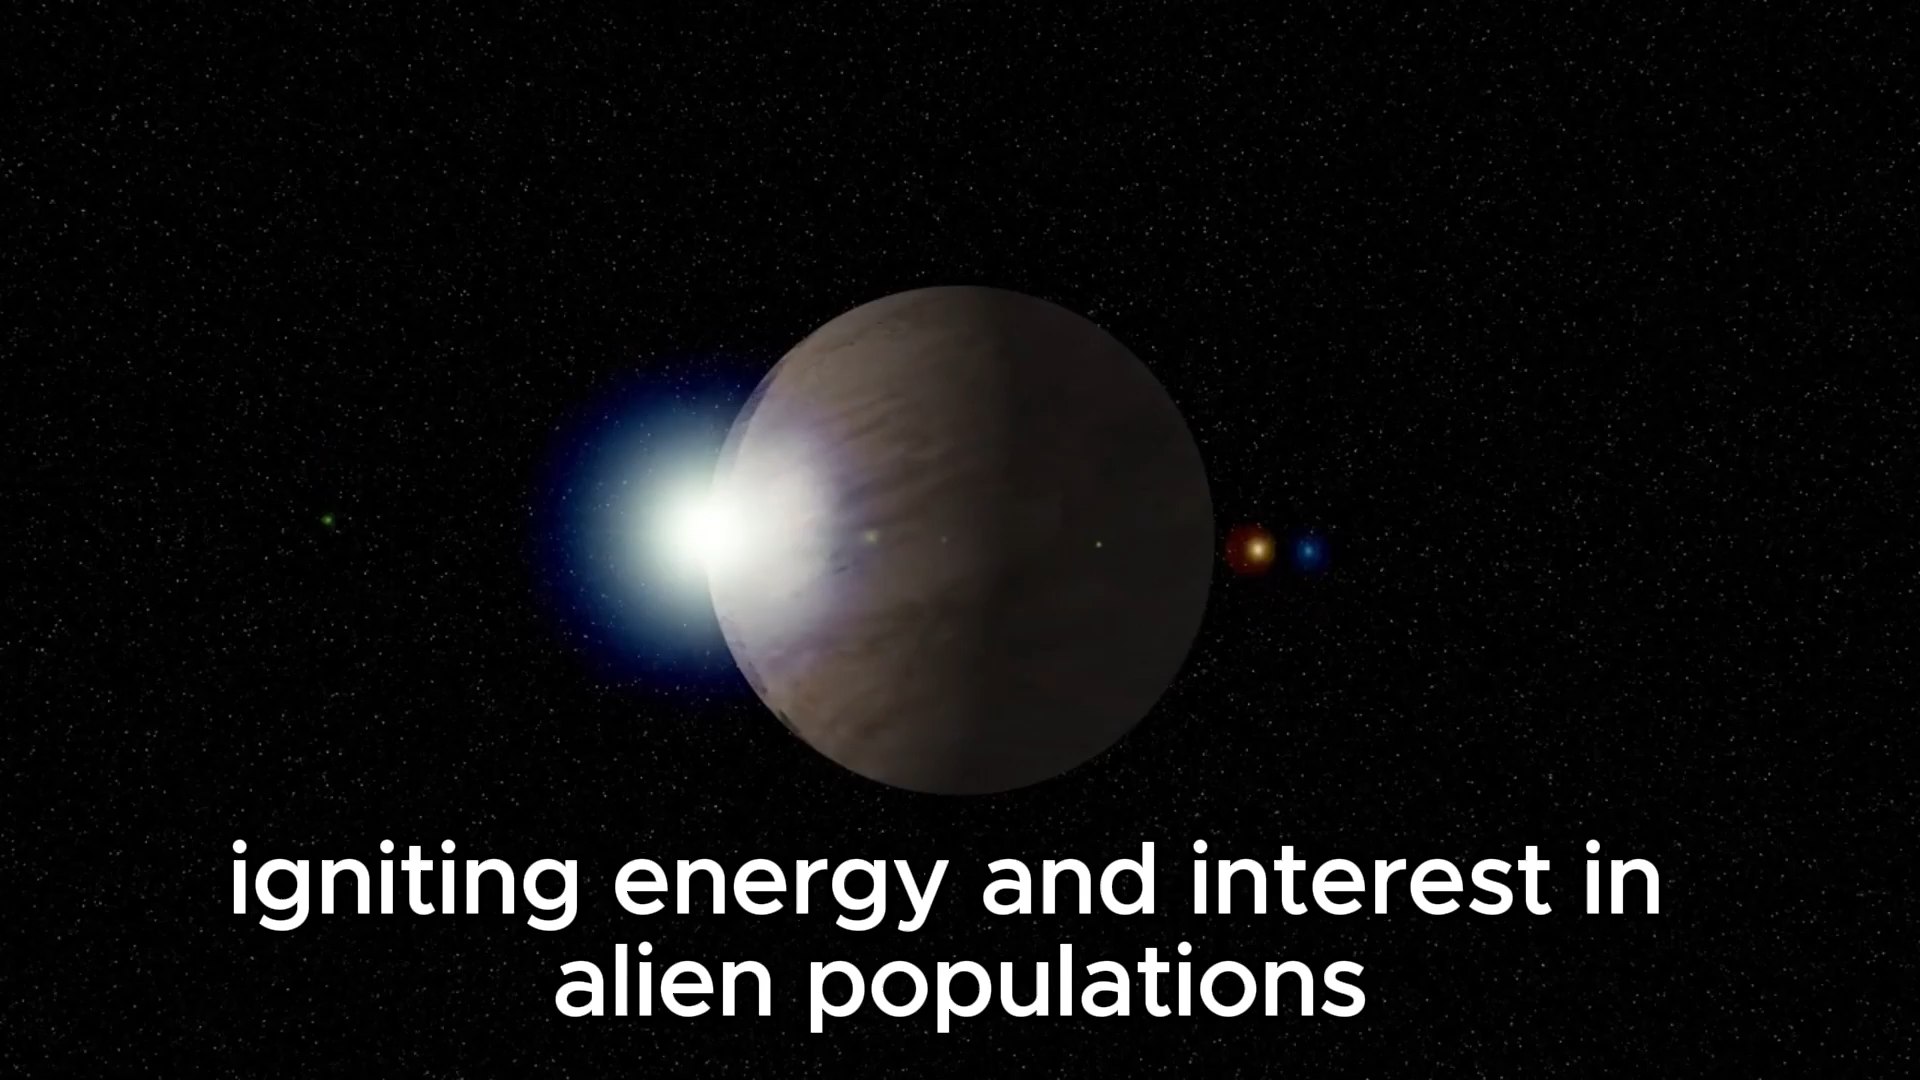 igniting energy and interest in
alien populations